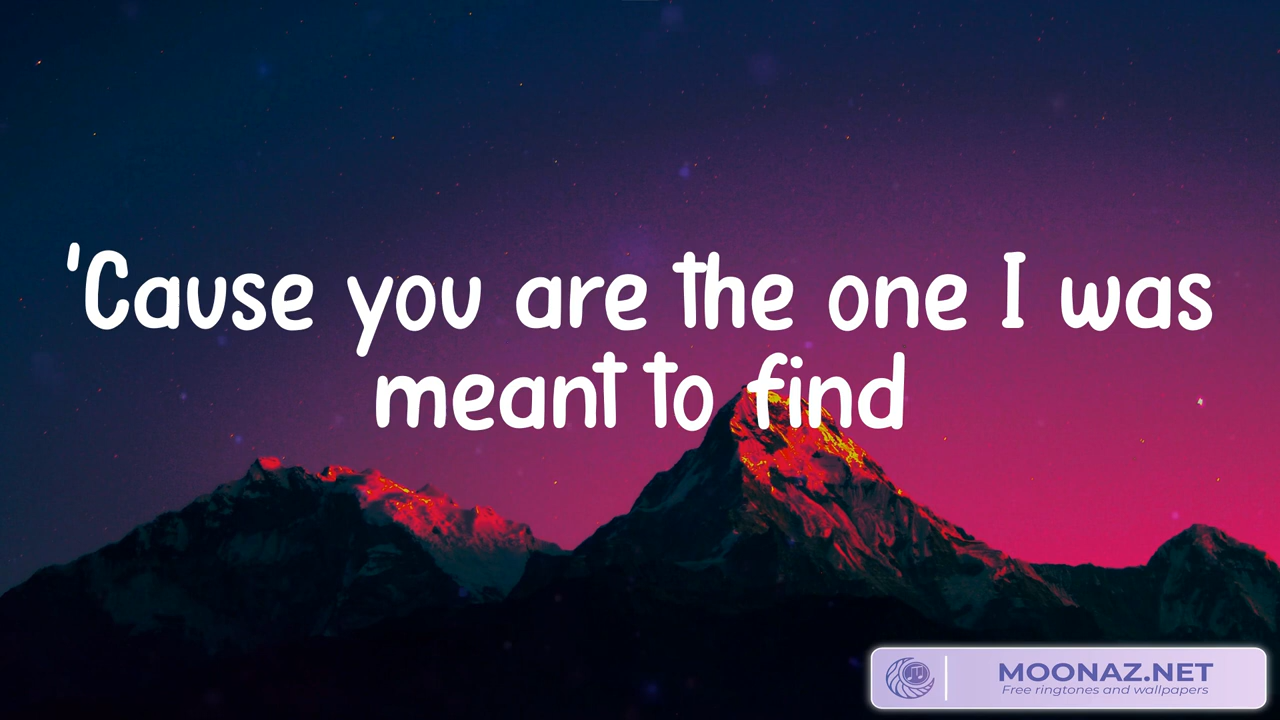 'Cause you are the one I was
meant to find
MOONAZ.NET
Free ringtones and wallpapers